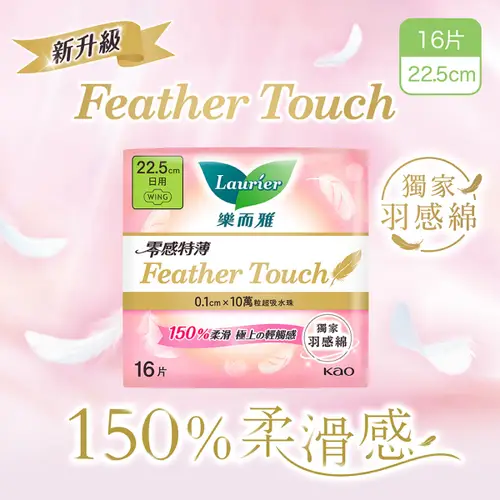 新升級
16片
22.5cm
Feather Touch
獨家
羽感綿
22.5cm
日用
WING
Laurier
樂而雅
零感特薄
Feather Touch
0.1cm×10萬粒超吸水珠
150%柔滑 極上の輕觸感
獨家
羽感綿
16片
Kao
150%柔滑感